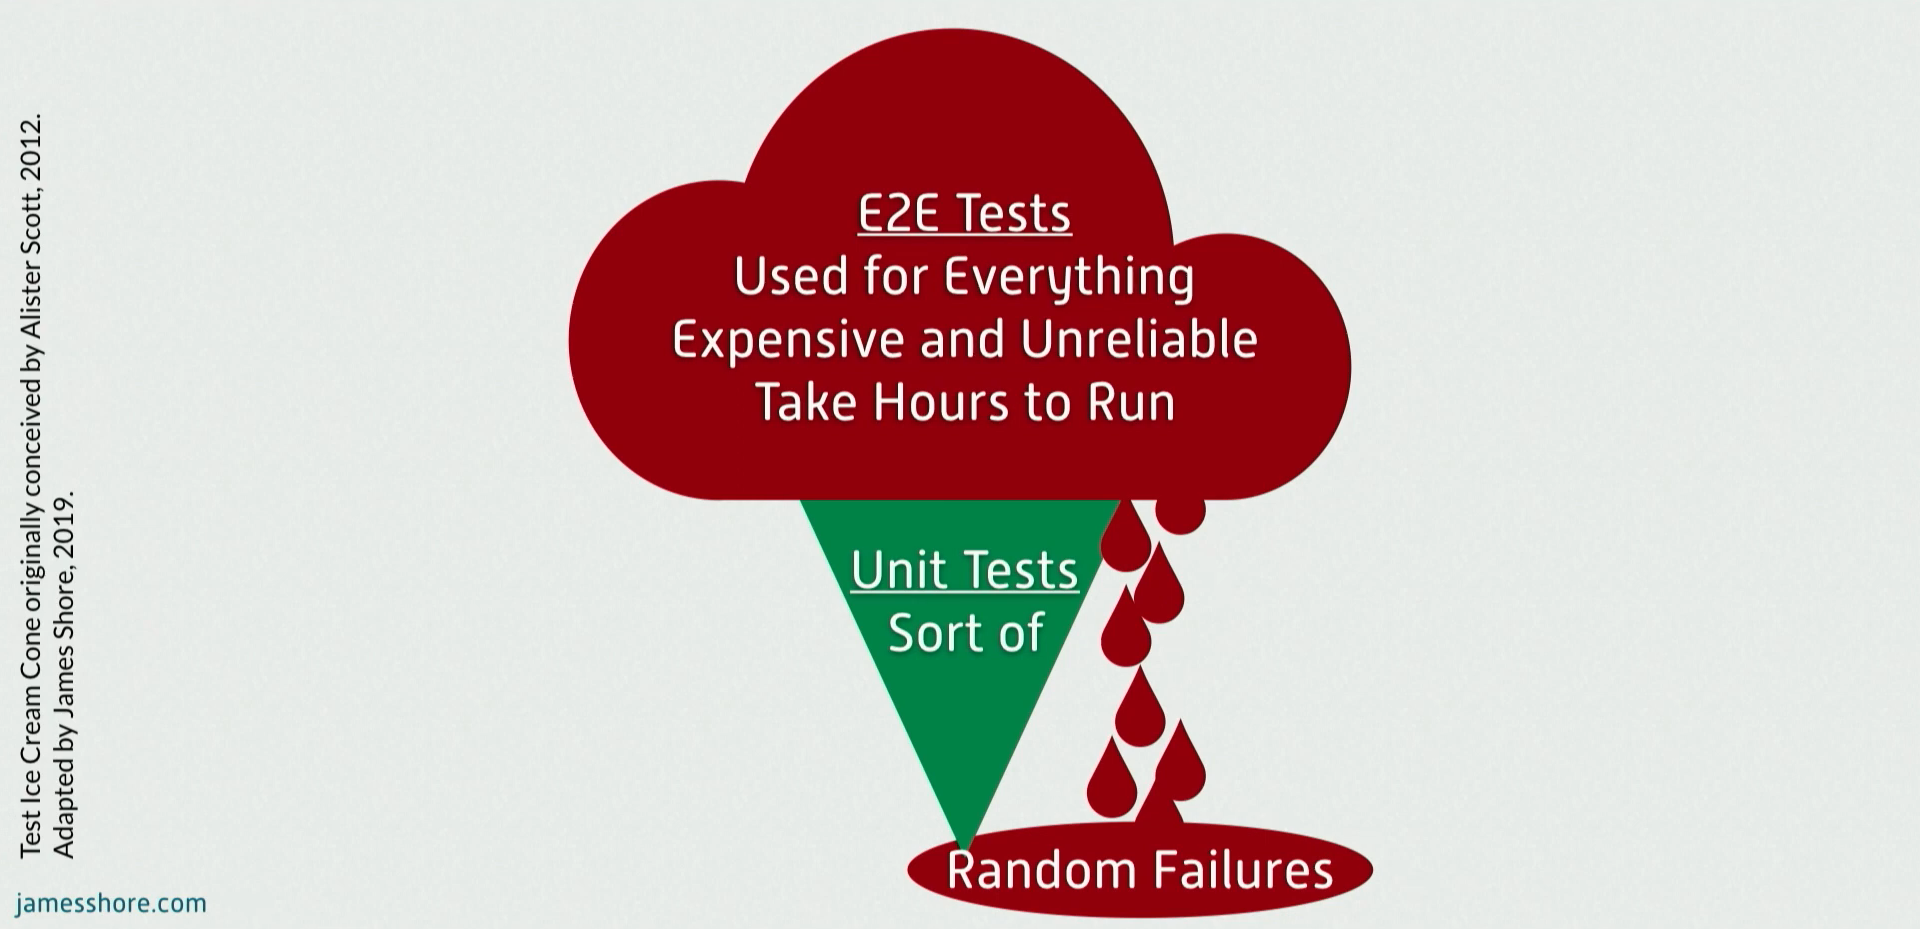 E2E Tests
Used for Everything
Expensive and Unreliable
Take Hours to Run
Unit Tests
Sort of
Random Failures
Test Ice Cream Cone originally conceived by Alister Scott, 2012.
Adapted by James Shore, 2019.
jamesshore.com